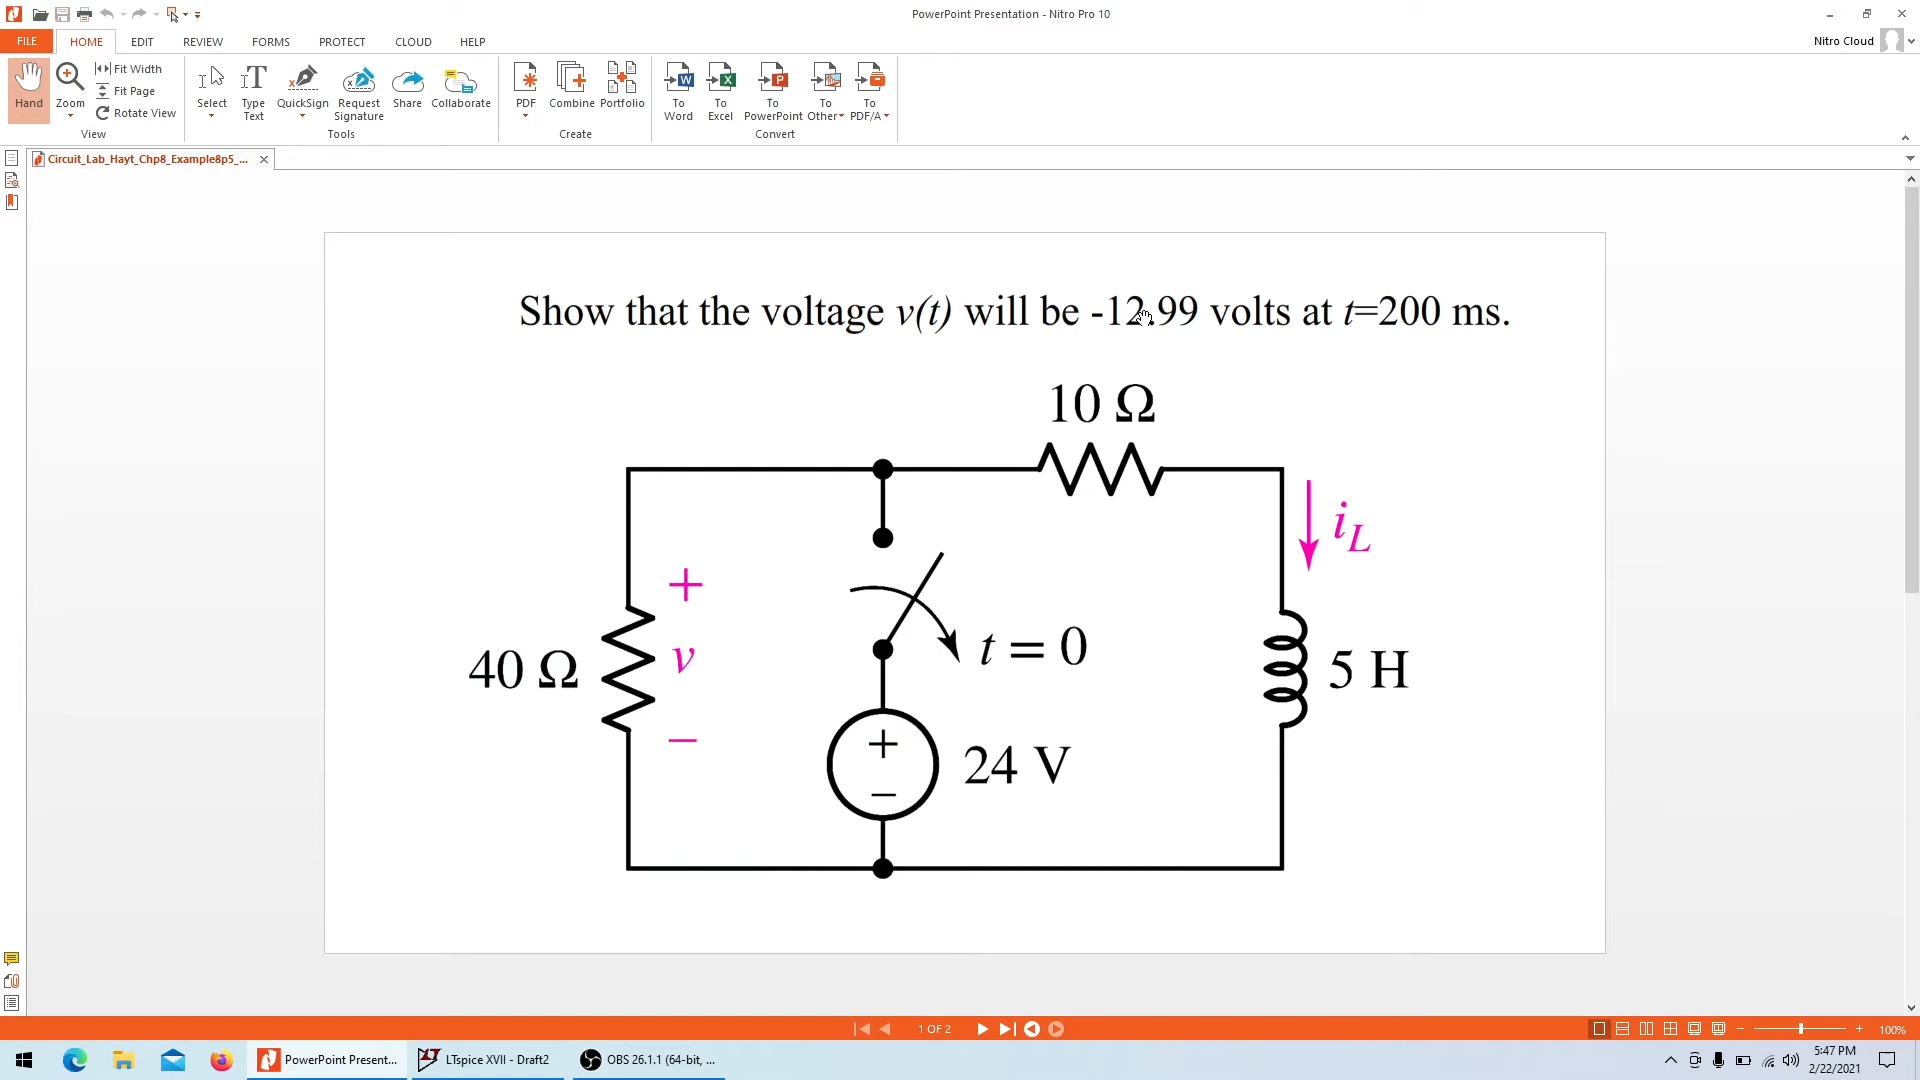 PowerPoint Presentation - Nitro Pro 10
FILE HOME EDIT REVIEW FORMS PROTECT CLOUD HELP
Nitro Cloud
Hand
Zoom
Fit Width
Fit Page
Rotate View
View
Select
Type Text
QuickSign
Request Signature
Share
Collaborate
Tools
PDF
Combine
Portfolio
Create
To Word
To Excel
To PowerPoint
To Other
To PDF/A
Convert
Circuit_Lab_Hayt_Chp8_Example8p5_...
Show that the voltage v(t) will be -12.99 volts at t=200 ms.
10 Ω
iL
+
40 Ω
v
−
t = 0
5 H
+
24 V
−
1 OF 2
100%
PowerPoint Present...
LTspice XVII - Draft2
OBS 26.1.1 (64-bit, ...
5:47 PM
2/22/2021